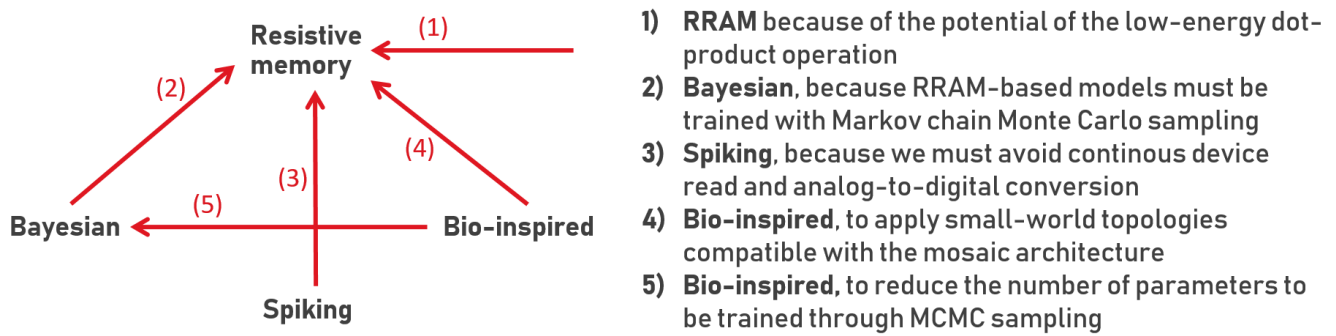 Resistive
memory
(1)
(2)
(3)
(4)
(5)
Bayesian
Bio-inspired
Spiking
1) RRAM because of the potential of the low-energy dot-
product operation
2) Bayesian, because RRAM-based models must be
trained with Markov chain Monte Carlo sampling
3) Spiking, because we must avoid continous device
read and analog-to-digital conversion
4) Bio-inspired, to apply small-world topologies
compatible with the mosaic architecture
5) Bio-inspired, to reduce the number of parameters to
be trained through MCMC sampling